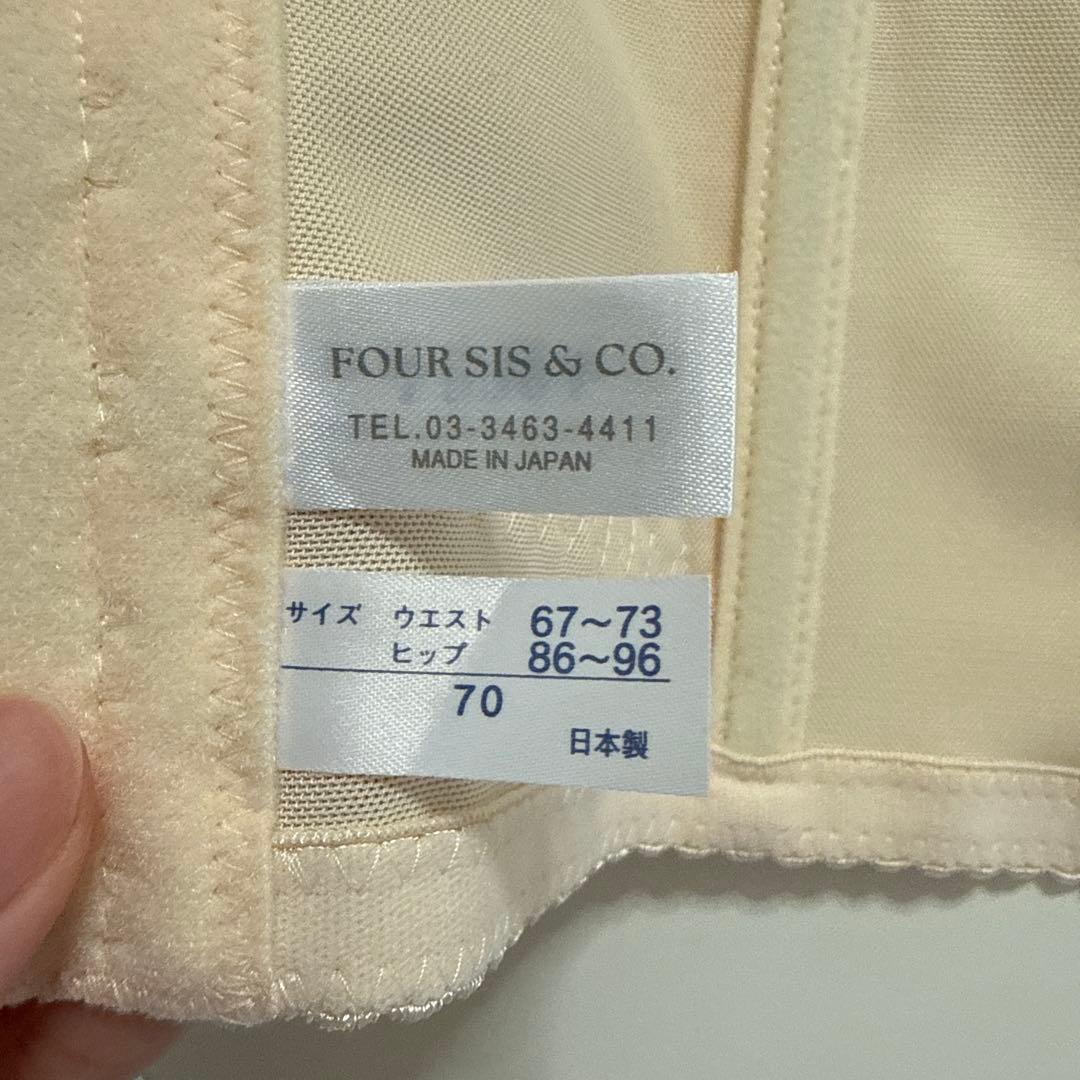 FOUR SIS & CO.
TEL.03-3463-4411
MADE IN JAPAN
サイズ ウエスト 67～73
ヒップ 86～96
70
日本製